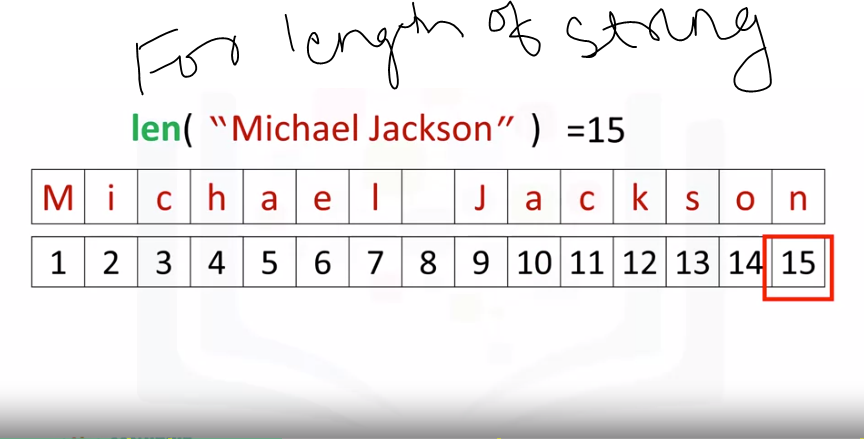 For length of string
len( "Michael Jackson" ) =15
M i c h a e l J a c k s o n
1 2 3 4 5 6 7 8 9 10 11 12 13 14 15